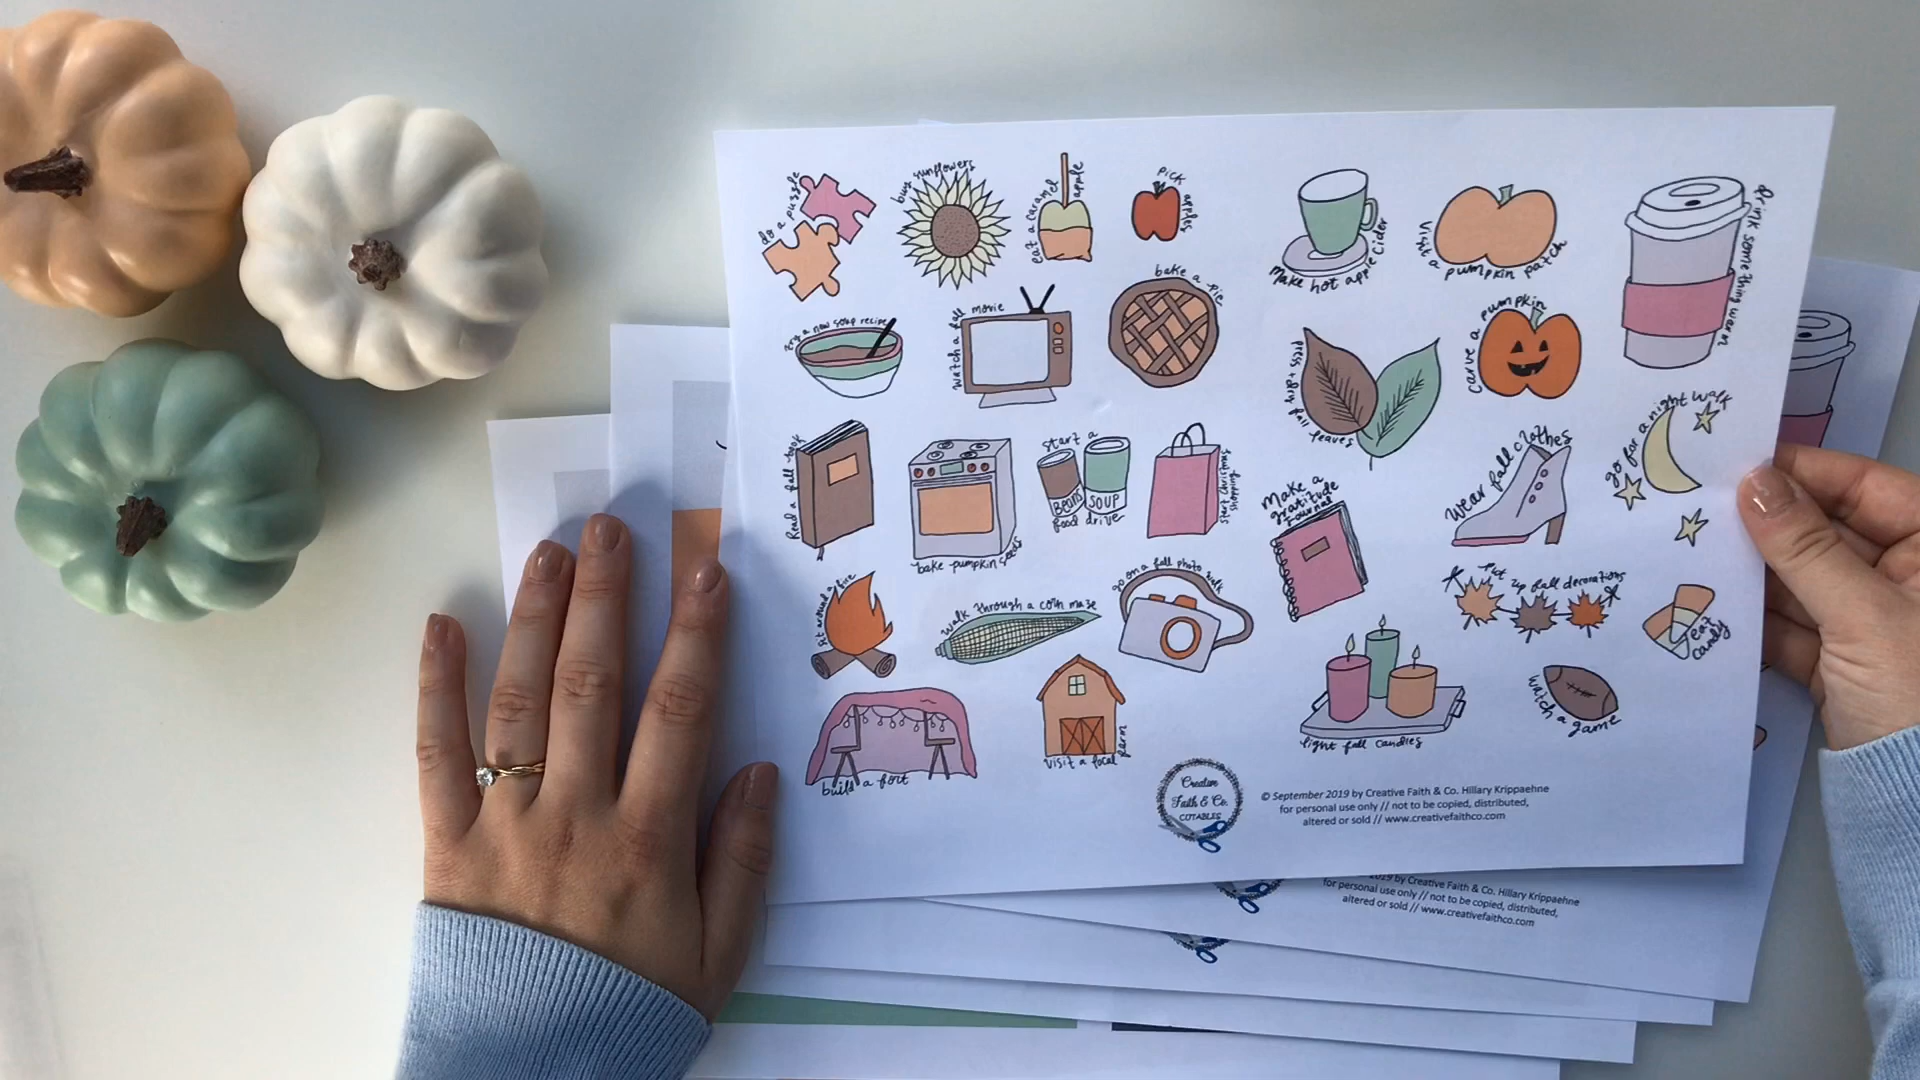 do a puzzle
buy sunflowers
eat a caramel apple
pick apples
Make hot apple cider
Visit a pumpkin patch
drink something warm
try a new soup recipe
watch a fall movie
bake a pie
press + dip fall leaves
carve a pumpkin
go for a night walk
Read a fall book
bake pumpkin seeds
start a
BEANS
SOUP
food drive
start Christmas shopping
Make a
gratitude
journal
wear fall clothes
sit around a fire
walk through a corn maze
go on a fall photo walk
put up fall decorations
eat
candy
build a fort
visit a local farm
light fall candles
watch a game
Creative
Faith & Co.
COTABLES
© September 2019 by Creative Faith & Co. Hillary Krippaehne
for personal use only // not to be copied, distributed,
altered or sold // www.creativefaithco.com
2019 by Creative Faith & Co. Hillary Krippaehne
for personal use only // not to be copied, distributed,
altered or sold // www.creativefaithco.com